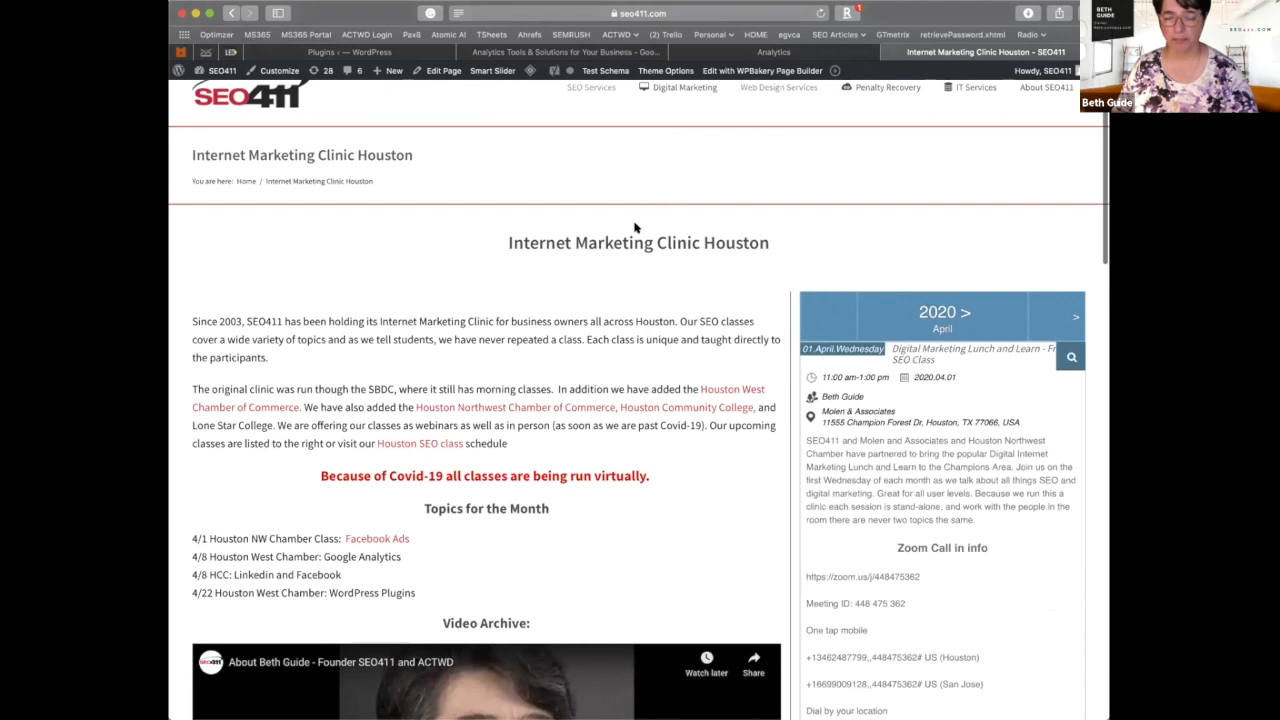 seo411.com
R 1
Optimzer MS365 MS365 Portal ACTWD Login Pax8 Atomic AI TSheets Ahrefs SEMRUSH ACTWD (2) Trello Personal HOME egvca SEO Articles GTmetrix retrievePassword.xhtml Radio
Plugins ‹ — WordPress Analytics Tools & Solutions for Your Business - Goo... Analytics Internet Marketing Clinic Houston - SEO411
SEO411 Customize 28 6 New Edit Page Smart Slider Test Schema Theme Options Edit with WPBakery Page Builder Howdy, SEO411
BETH
GUIDE
SEO411.COM
Beth Guide
SEO411 SEO Services Digital Marketing Web Design Services Penalty Recovery IT Services About SEO411
Internet Marketing Clinic Houston
You are here: Home / Internet Marketing Clinic Houston
Internet Marketing Clinic Houston
Since 2003, SEO411 has been holding its Internet Marketing Clinic for business owners all across Houston. Our SEO classes
cover a wide variety of topics and as we tell students, we have never repeated a class. Each class is unique and taught directly to
the participants.
The original clinic was run though the SBDC, where it still has morning classes. In addition we have added the Houston West
Chamber of Commerce. We have also added the Houston Northwest Chamber of Commerce, Houston Community College, and
Lone Star College. We are offering our classes as webinars as well as in person (as soon as we are past Covid-19). Our upcoming
classes are listed to the right or visit our Houston SEO class schedule
Because of Covid-19 all classes are being run virtually.
Topics for the Month
4/1 Houston NW Chamber Class: Facebook Ads
4/8 Houston West Chamber: Google Analytics
4/8 HCC: Linkedin and Facebook
4/22 Houston West Chamber: WordPress Plugins
Video Archive:
SEO411 About Beth Guide - Founder SEO411 and ACTWD
Watch later Share
2020 >
April
>
01.April.Wednesday Digital Marketing Lunch and Learn - Fr
SEO Class
11:00 am-1:00 pm 2020.04.01
Beth Guide
Molen & Associates
11555 Champion Forest Dr, Houston, TX 77066, USA
SEO411 and Molen and Associates and Houston Northwest
Chamber have partnered to bring the popular Digital Internet
Marketing Lunch and Learn to the Champions Area. Join us on the
first Wednesday of each month as we talk about all things SEO and
digital marketing. Great for all user levels. Because we run this a
clinic each session is stand-alone, and work with the people in the
room there are never two topics the same.
Zoom Call in info
https://zoom.us/j/448475362
Meeting ID: 448 475 362
One tap mobile
+13462487799,,448475362# US (Houston)
+16699009128,,448475362# US (San Jose)
Dial by your location